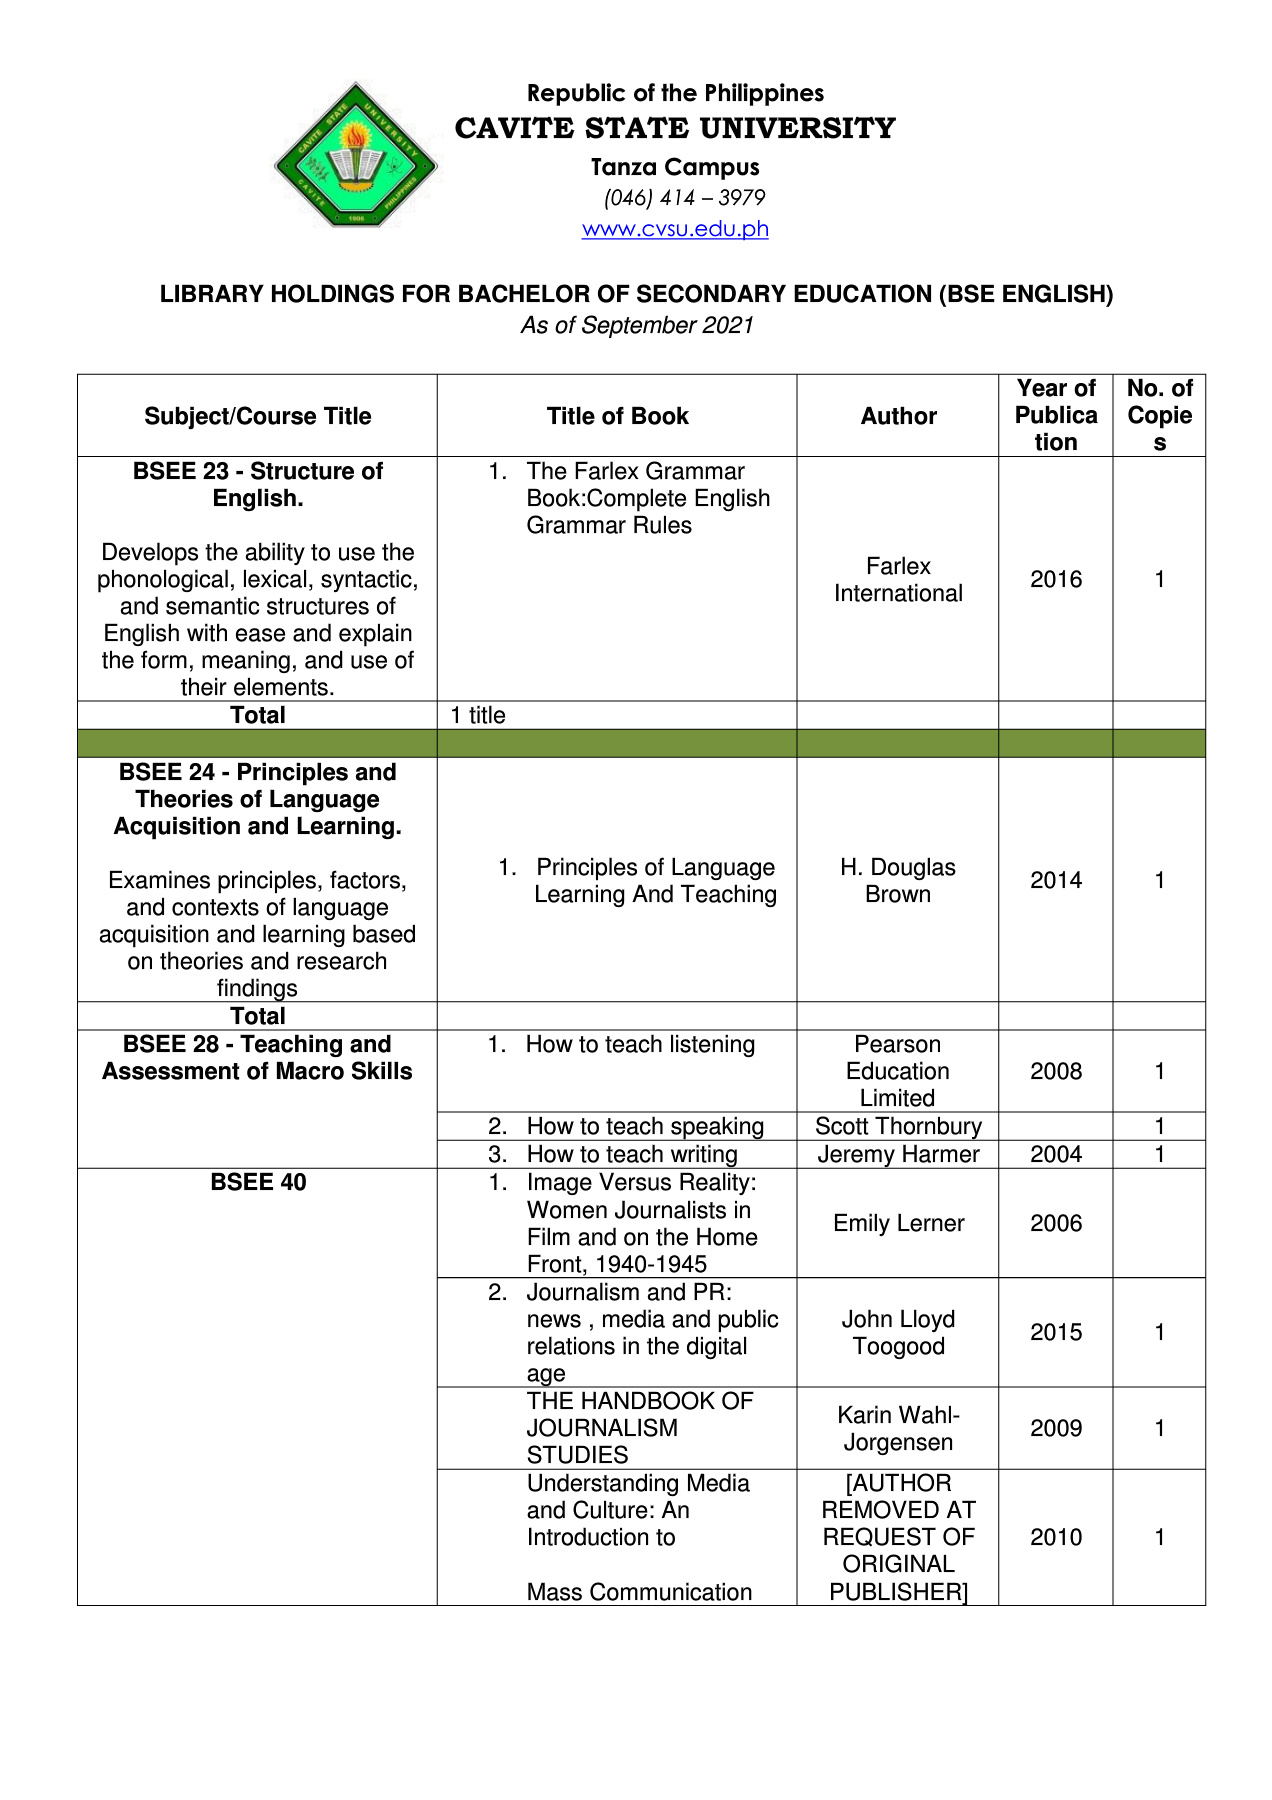 CAVITE STATE UNIVERSITY
CAVITE PHILIPPINES
1906
Republic of the Philippines
CAVITE STATE UNIVERSITY
Tanza Campus
(046) 414 – 3979
www.cvsu.edu.ph
LIBRARY HOLDINGS FOR BACHELOR OF SECONDARY EDUCATION (BSE ENGLISH)
As of September 2021
Subject/Course Title
Title of Book
Author
Year of
Publica
tion
No. of
Copie
s
BSEE 23 - Structure of
English.
Develops the ability to use the
phonological, lexical, syntactic,
and semantic structures of
English with ease and explain
the form, meaning, and use of
their elements.
1. The Farlex Grammar
Book:Complete English
Grammar Rules
Farlex
International
2016
1
Total
1 title
BSEE 24 - Principles and
Theories of Language
Acquisition and Learning.
Examines principles, factors,
and contexts of language
acquisition and learning based
on theories and research
findings
1. Principles of Language
Learning And Teaching
H. Douglas
Brown
2014
1
Total
BSEE 28 - Teaching and
Assessment of Macro Skills
1. How to teach listening
Pearson
Education
Limited
2008
1
2. How to teach speaking
Scott Thornbury
1
3. How to teach writing
Jeremy Harmer
2004
1
BSEE 40
1. Image Versus Reality:
Women Journalists in
Film and on the Home
Front, 1940-1945
Emily Lerner
2006
2. Journalism and PR:
news , media and public
relations in the digital
age
John Lloyd
Toogood
2015
1
THE HANDBOOK OF
JOURNALISM
STUDIES
Karin Wahl-
Jorgensen
2009
1
Understanding Media
and Culture: An
Introduction to
Mass Communication
[AUTHOR
REMOVED AT
REQUEST OF
ORIGINAL
PUBLISHER]
2010
1